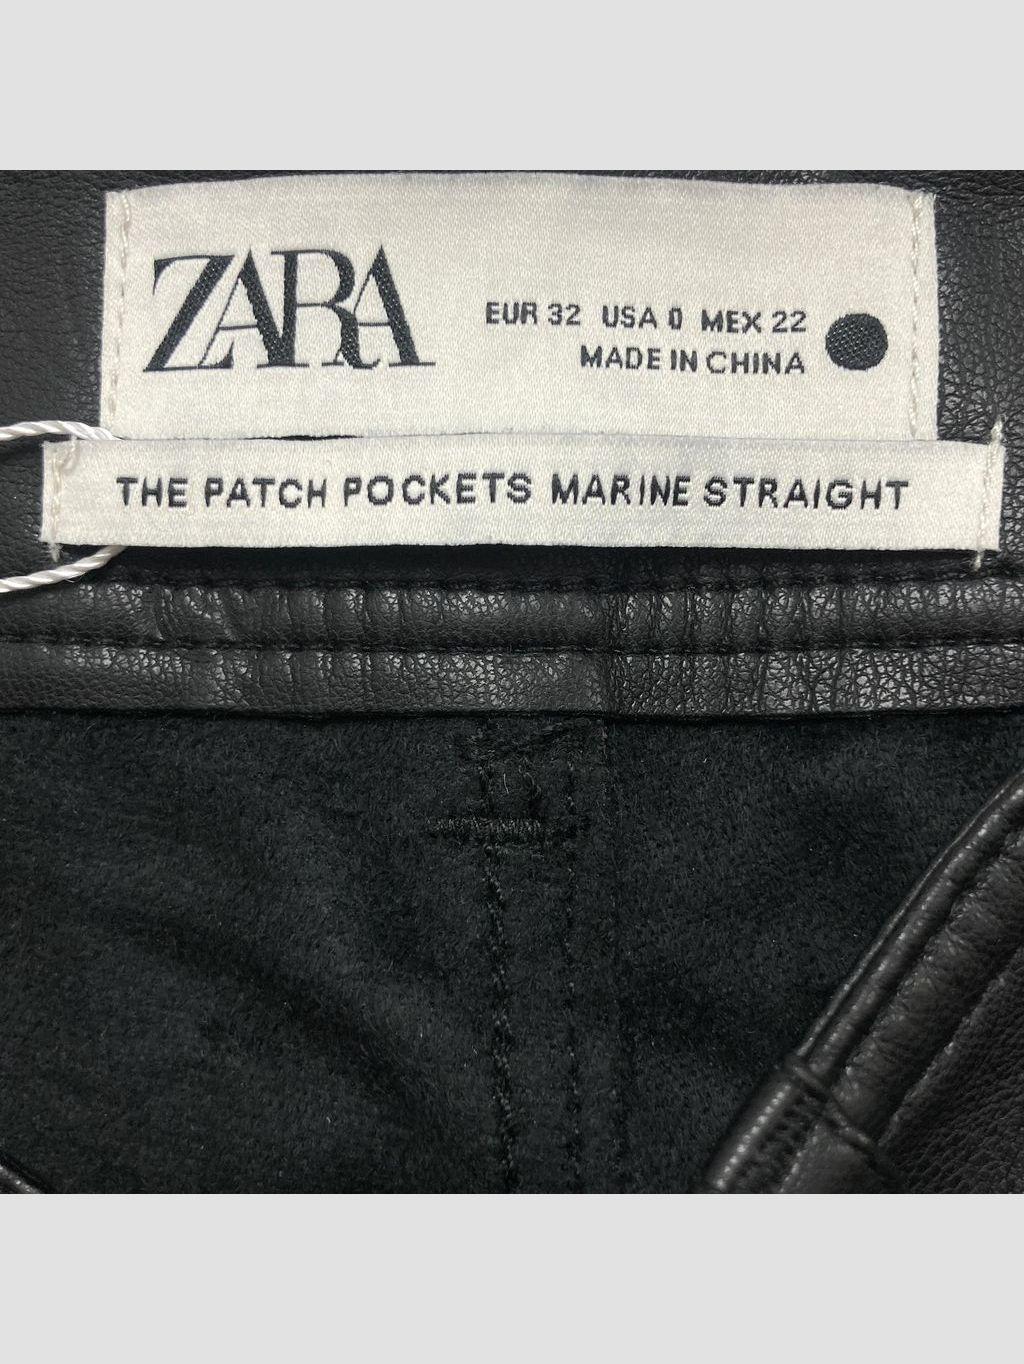 ZARA
EUR 32 USA 0 MEX 22
MADE IN CHINA
THE PATCH POCKETS MARINE STRAIGHT